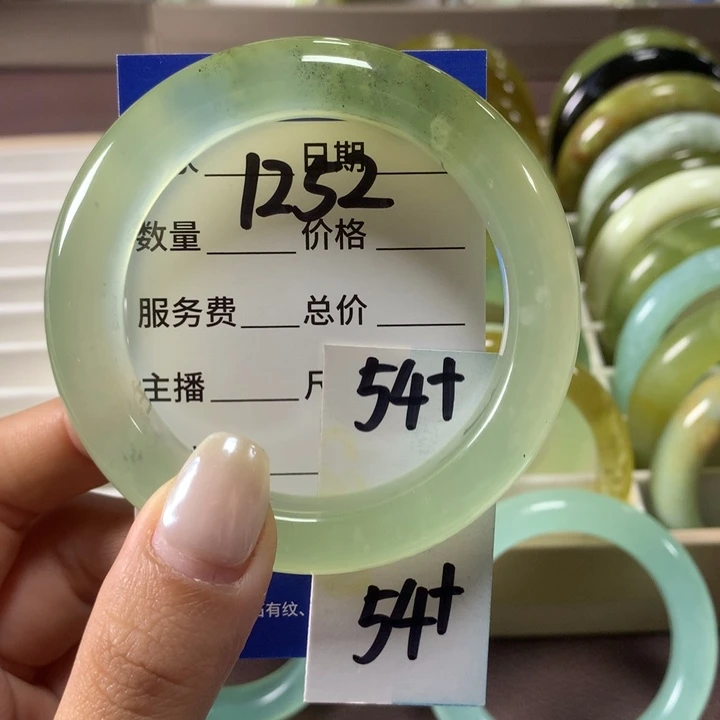 日期
1252
数量 价格
服务费 总价
主播
54+
54+
有纹、